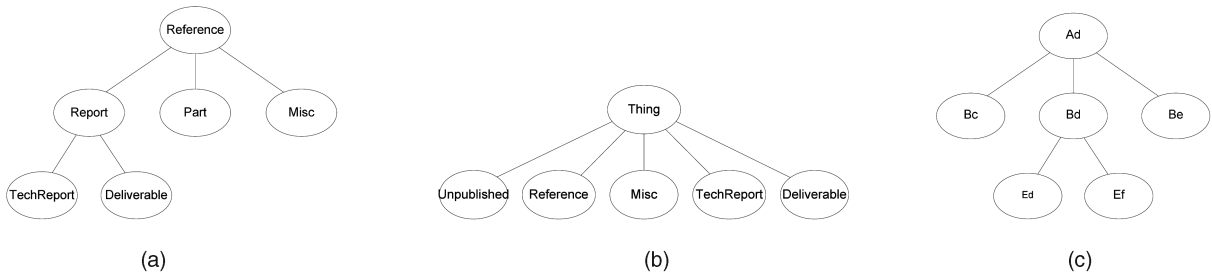 Reference
Report
Part
Misc
TechReport
Deliverable
(a)
Thing
Unpublished
Reference
Misc
TechReport
Deliverable
(b)
Ad
Bc
Bd
Be
Ed
Ef
(c)